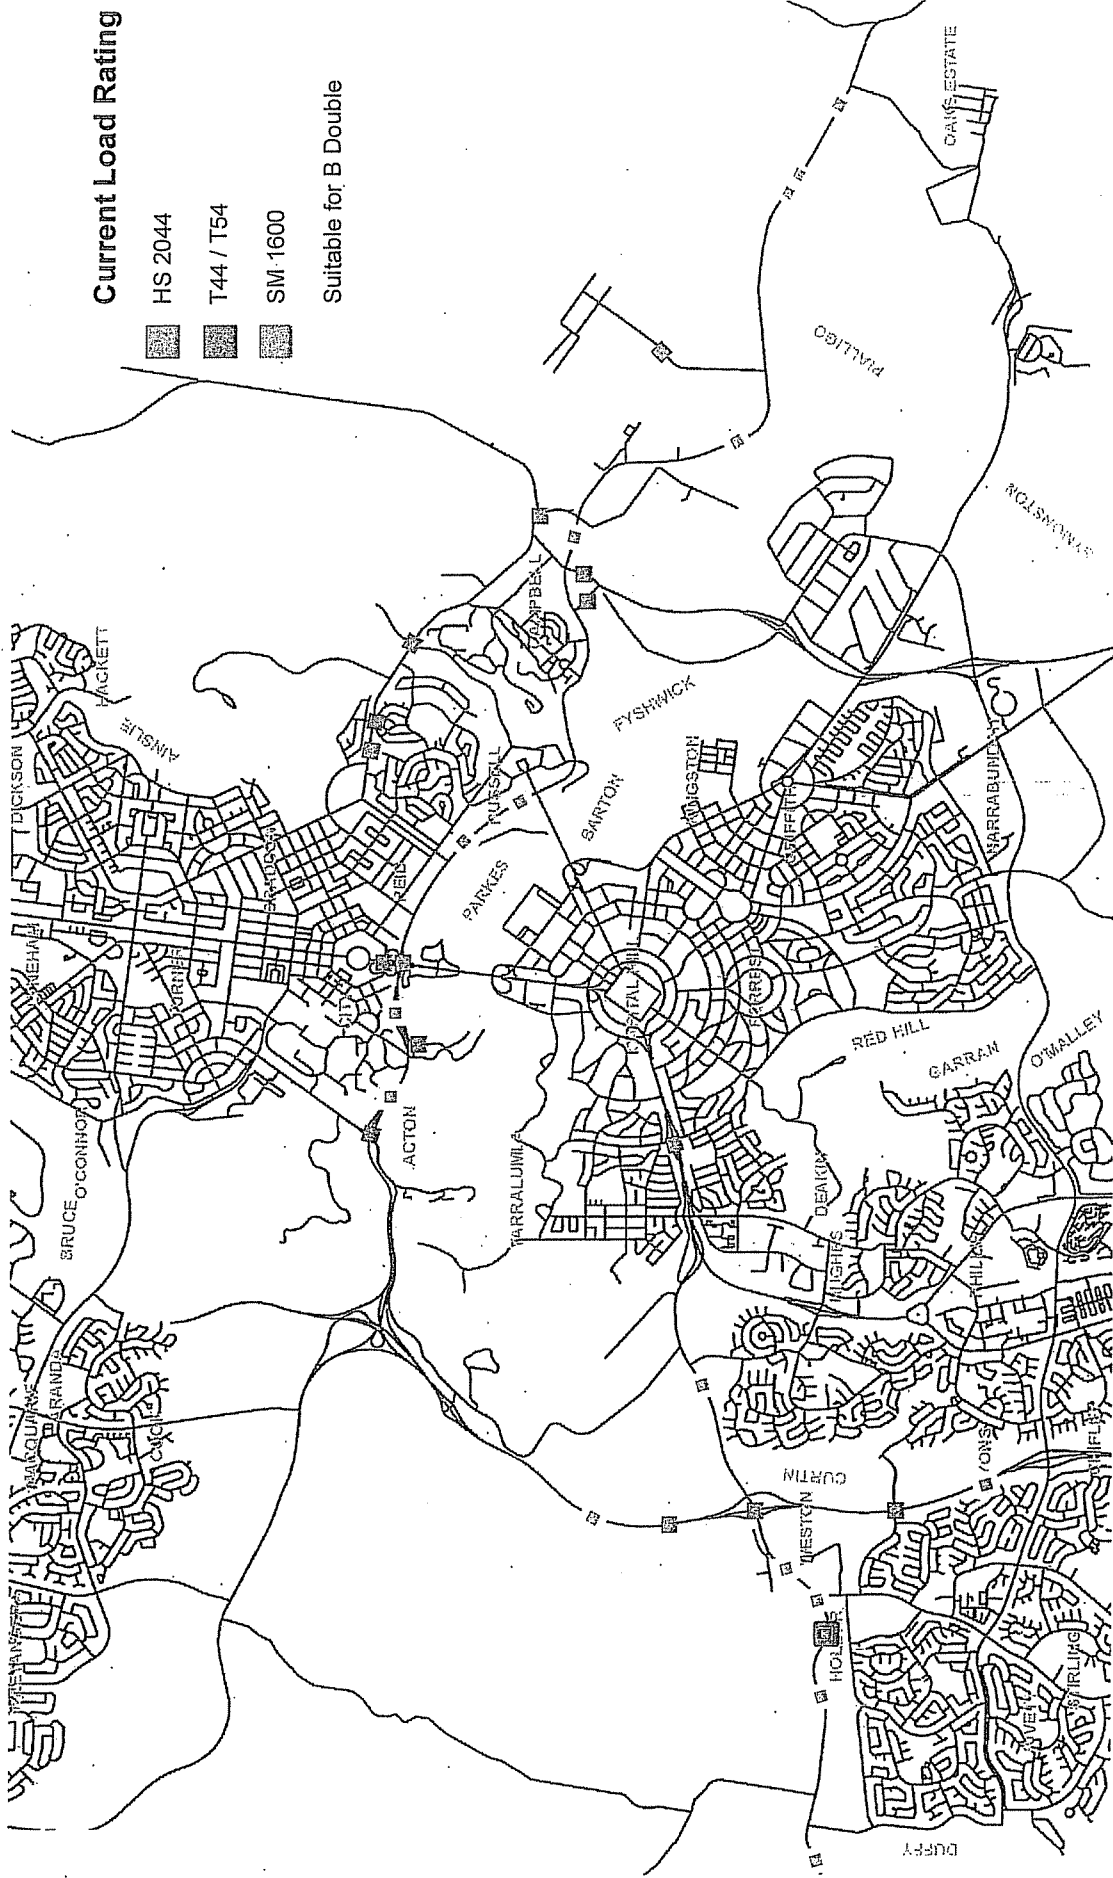 Current Load Rating
HS 2044
T44 / T54
SM 1600
Suitable for B Double
DICKSON
HACKETT
AINSLIE
BRADDON
TURNER
REID
RUSSELL
CAMPBELL
CITY
PARKES
ACTON
BRUCE
O'CONNOR
ARANDA
COOK
BARTON
FYSHWICK
KINGSTON
GRIFFITH
CAPITAL HILL
FORREST
YARRALUMLA
DEAKIN
RED HILL
NARRABUNDAH
SYMONSTON
PIALLIGO
OAKS ESTATE
GARRAN
O'MALLEY
HUGHES
CURTIN
WESTON
STIRLING
DUFFY